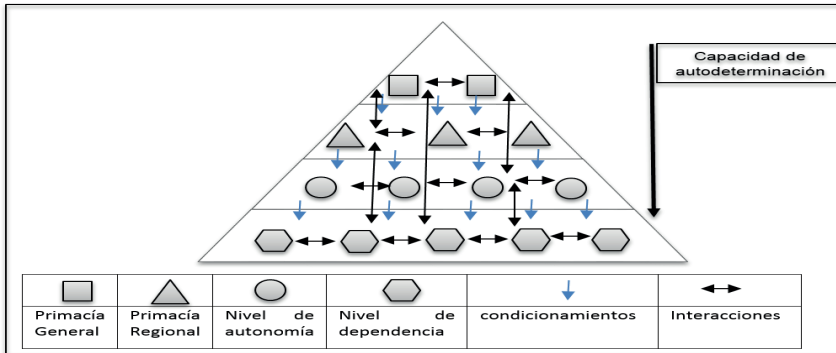 Capacidad de
autodeterminación
Primacía
General
Primacía
Regional
Nivel de
autonomía
Nivel de
dependencia
condicionamientos
Interacciones